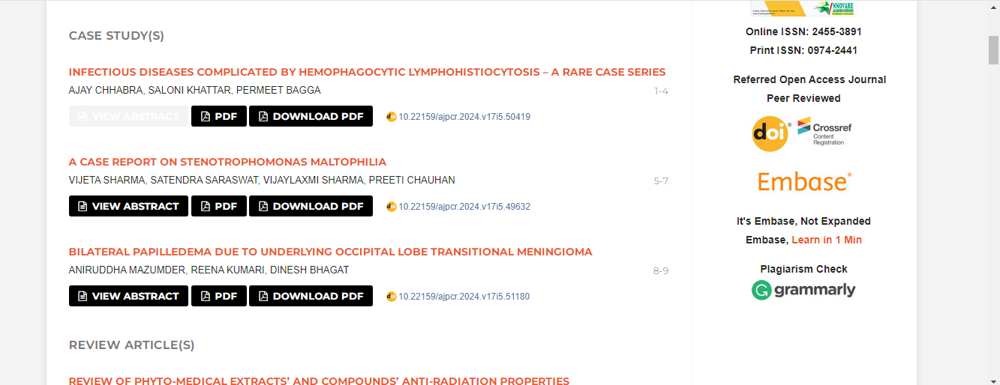 CASE STUDY(S)
INFECTIOUS DISEASES COMPLICATED BY HEMOPHAGOCYTIC LYMPHOHISTIOCYTOSIS – A RARE CASE SERIES
AJAY CHHABRA, SALONI KHATTAR, PERMEET BAGGA
1-4
VIEW ABSTRACT PDF DOWNLOAD PDF doi 10.22159/ajpcr.2024.v17i5.50419
A CASE REPORT ON STENOTROPHOMONAS MALTOPHILIA
VIJETA SHARMA, SATENDRA SARASWAT, VIJAYLAXMI SHARMA, PREETI CHAUHAN
5-7
VIEW ABSTRACT PDF DOWNLOAD PDF doi 10.22159/ajpcr.2024.v17i5.49632
BILATERAL PAPILLEDEMA DUE TO UNDERLYING OCCIPITAL LOBE TRANSITIONAL MENINGIOMA
ANIRUDDHA MAZUMDER, REENA KUMARI, DINESH BHAGAT
8-9
VIEW ABSTRACT PDF DOWNLOAD PDF doi 10.22159/ajpcr.2024.v17i5.51180
REVIEW ARTICLE(S)
REVIEW OF PHYTO-MEDICAL EXTRACTS’ AND COMPOUNDS’ ANTI-RADIATION PROPERTIES
NNOVARE
Online ISSN: 2455-3891
Print ISSN: 0974-2441
Referred Open Access Journal
Peer Reviewed
doi®
Crossref
Content
Registration
Embase®
It's Embase, Not Expanded
Embase, Learn in 1 Min
Plagiarism Check
grammarly